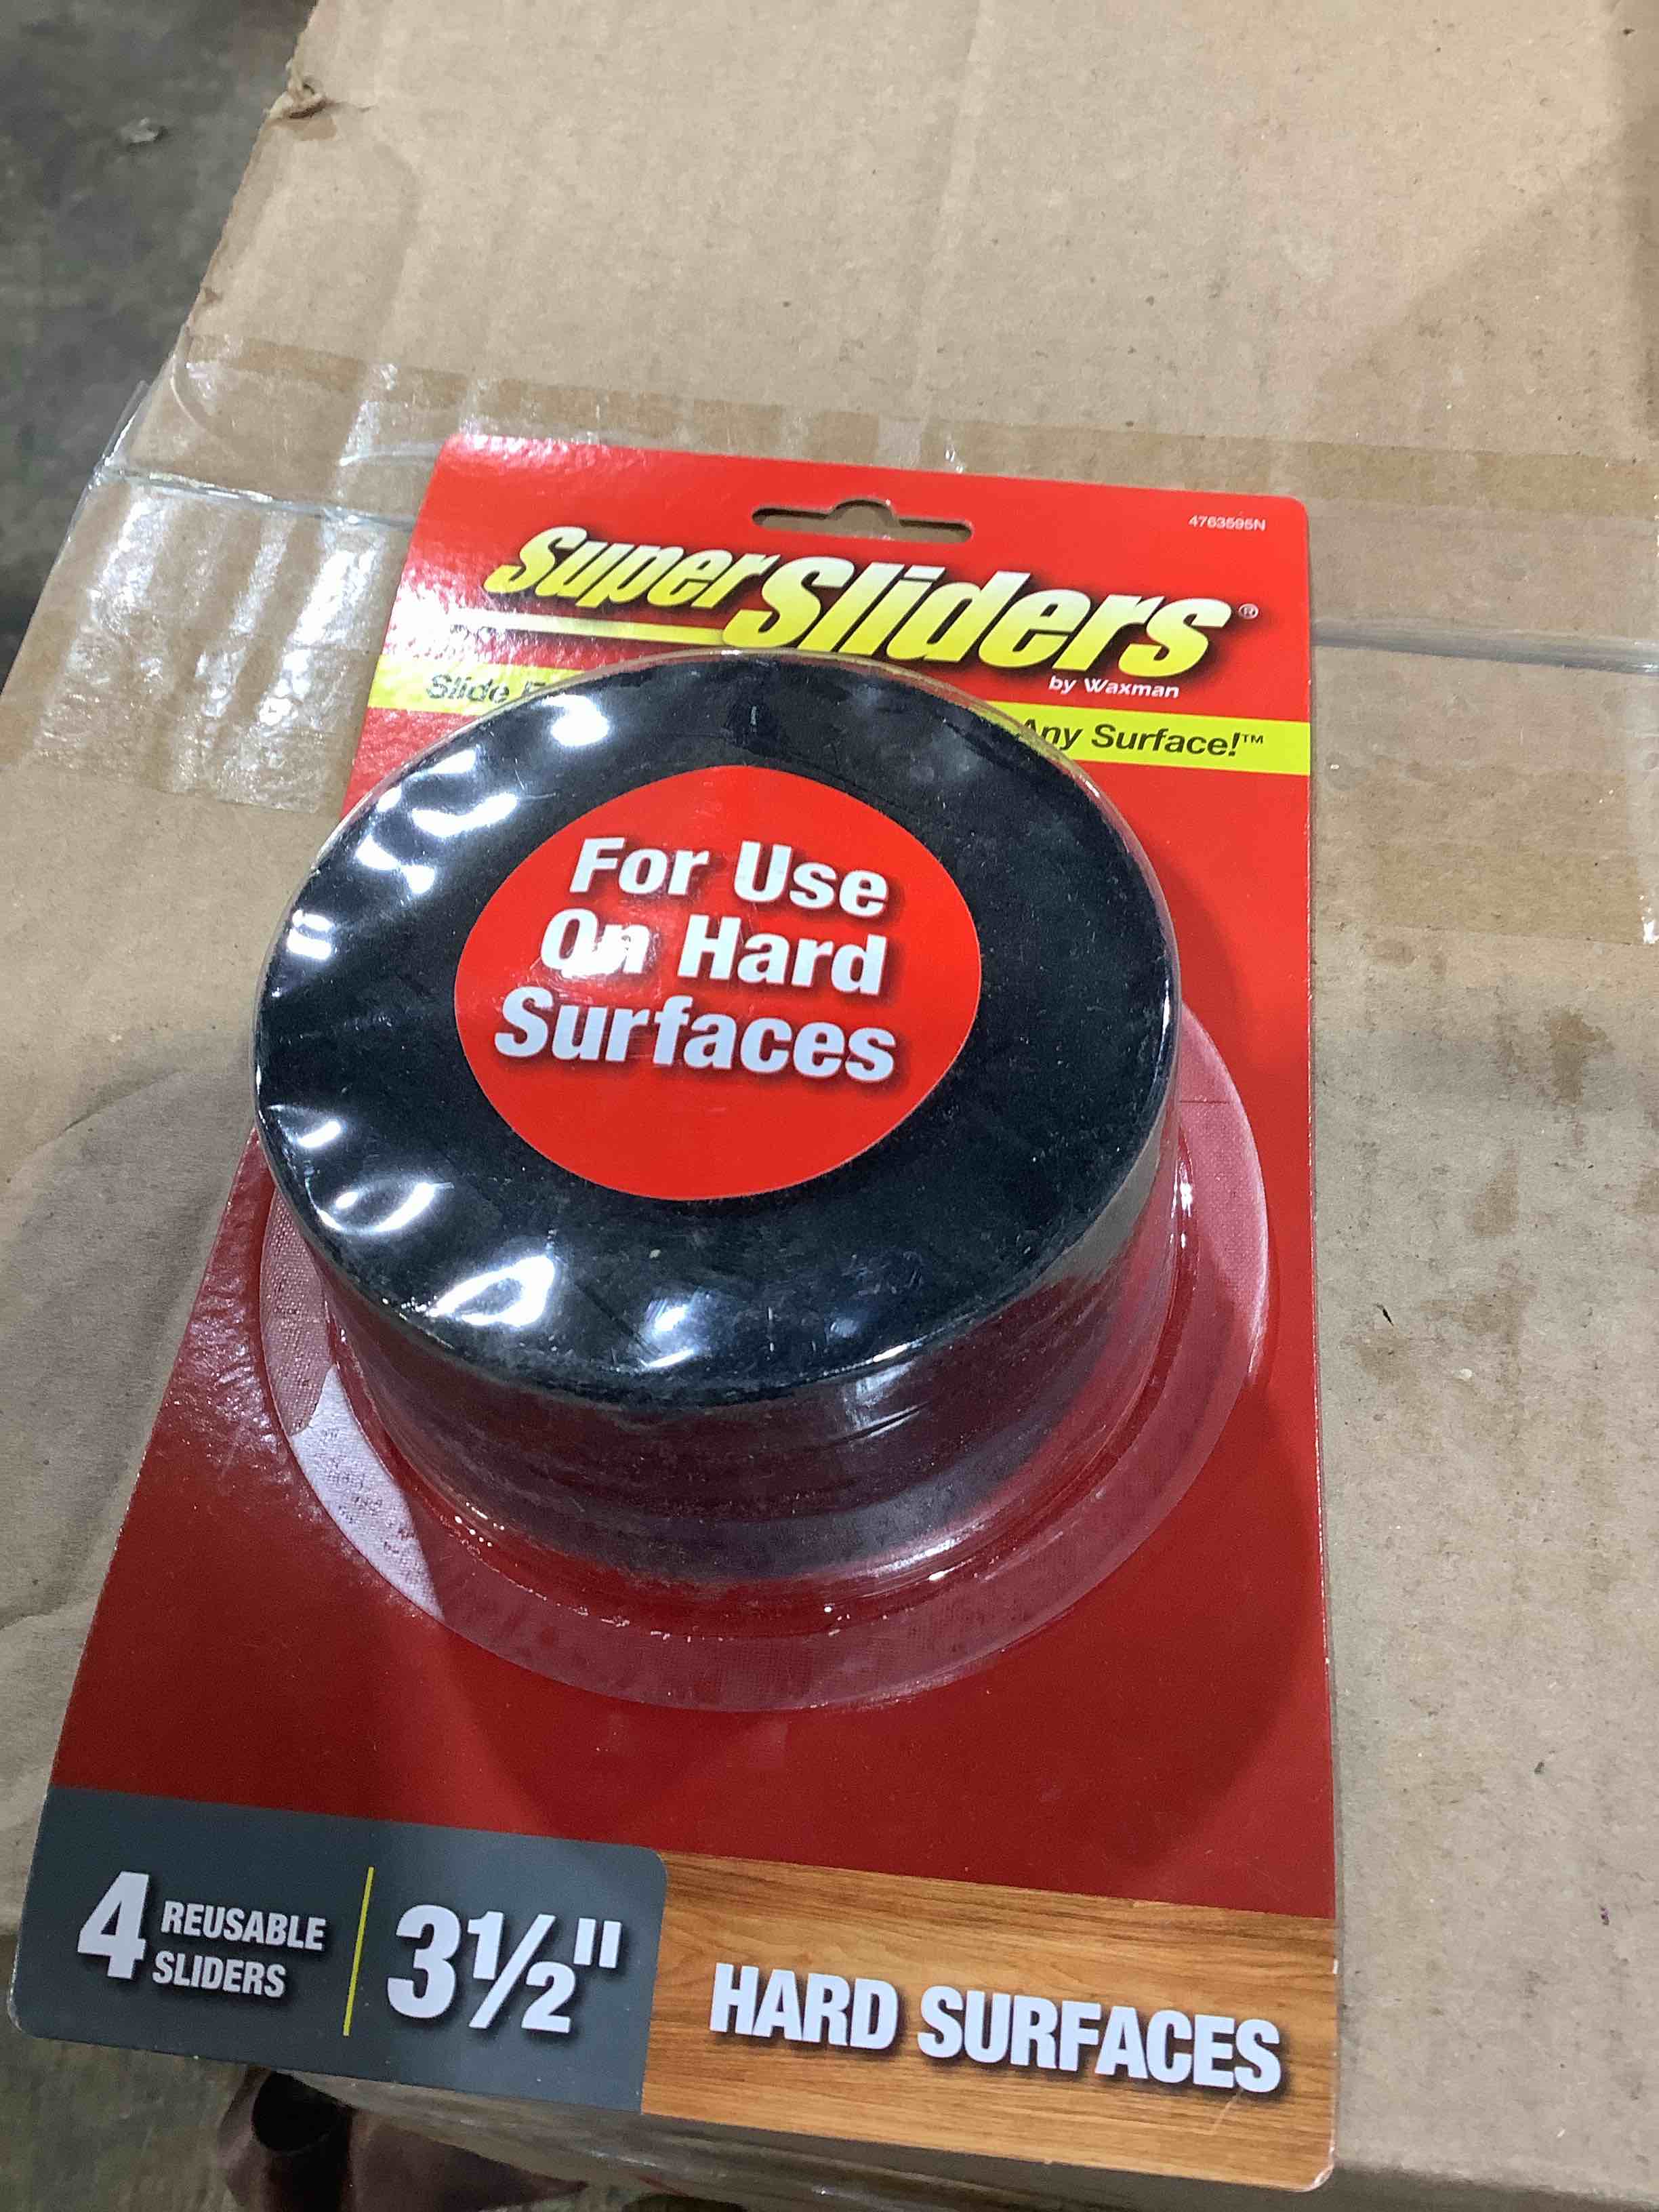 4763595N
Super Sliders®
by Waxman
Slide
Any Surface!™
For Use
On Hard
Surfaces
4 REUSABLE
SLIDERS
3½"
HARD SURFACES